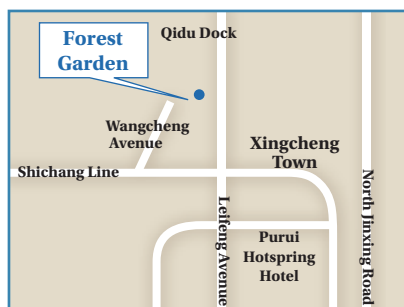 Forest
Garden
Qidu Dock
Wangcheng
Avenue
Xingcheng
Town
Shichang Line
Leifeng Avenue
North Jinxing Road
Purui
Hotspring
Hotel